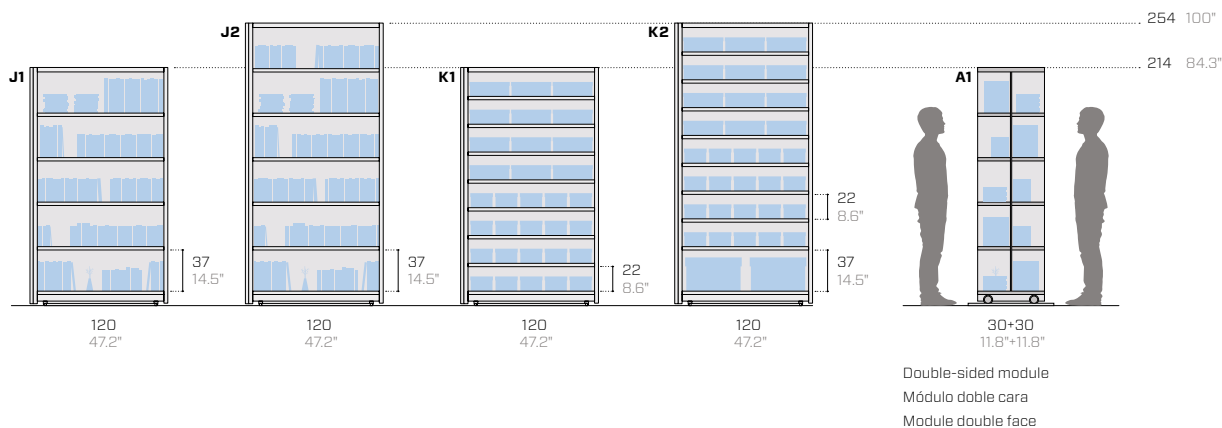 254 100"
J2
K2
214 84.3"
J1
K1
A1
22
8.6"
37
14.5"
37
14.5"
22
8.6"
37
14.5"
120
47.2"
120
47.2"
120
47.2"
120
47.2"
30+30
11.8"+11.8"
Double-sided module
Módulo doble cara
Module double face